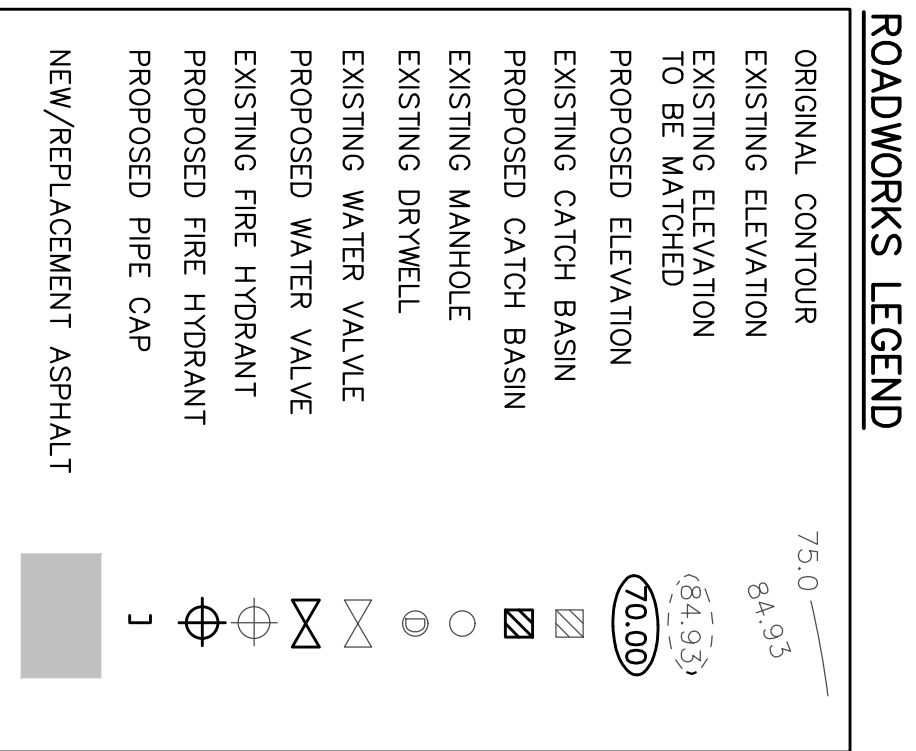 ROADWORKS LEGEND
ORIGINAL CONTOUR 75.0
EXISTING ELEVATION 84.93
EXISTING ELEVATION
TO BE MATCHED (84.93)
PROPOSED ELEVATION 70.00
EXISTING CATCH BASIN
PROPOSED CATCH BASIN
EXISTING MANHOLE
EXISTING DRYWELL D
EXISTING WATER VALVLE
PROPOSED WATER VALVE
EXISTING FIRE HYDRANT
PROPOSED FIRE HYDRANT
PROPOSED PIPE CAP
NEW/REPLACEMENT ASPHALT